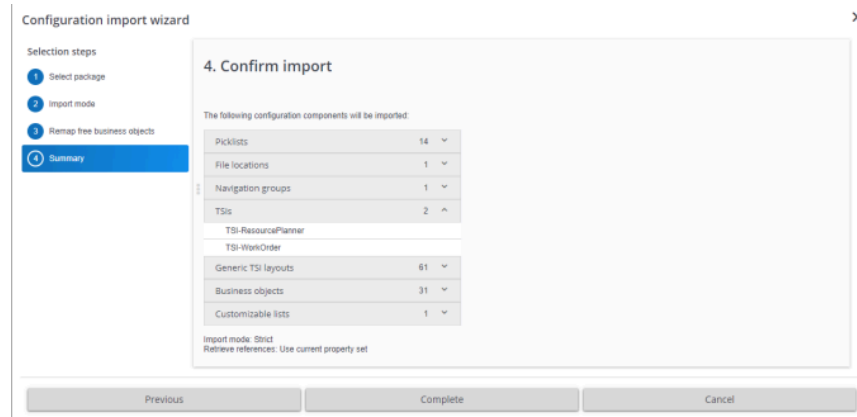 Configuration import wizard
Selection steps
1 Select package
2 Import mode
3 Remap free business objects
4 Summary
4. Confirm import
The following configuration components will be imported:
Picklists 14
File locations 1
Navigation groups 1
TSIs 2
TSI-ResourcePlanner
TSI-WorkOrder
Generic TSI layouts 61
Business objects 31
Customizable lists 1
Import mode: Strict
Retrieve references: Use current property set
Previous Complete Cancel